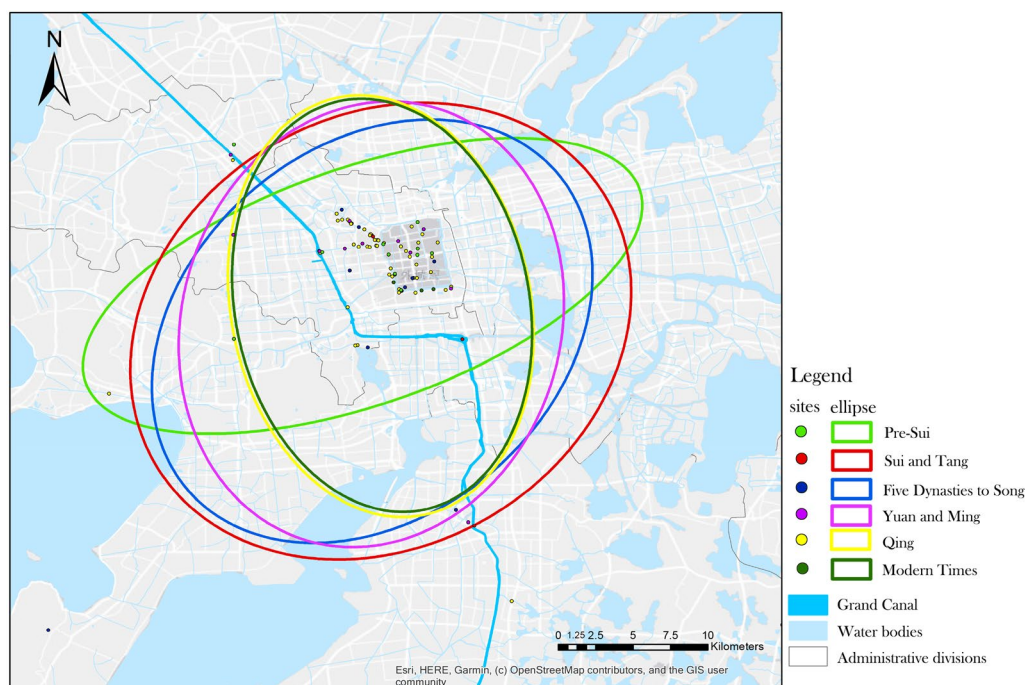 N
Legend
sites ellipse
Pre-Sui
Sui and Tang
Five Dynasties to Song
Yuan and Ming
Qing
Modern Times
Grand Canal
Water bodies
Administrative divisions
0 1.25 2.5 5 7.5 10
Kilometers
Esri, HERE, Garmin, (c) OpenStreetMap contributors, and the GIS user
community